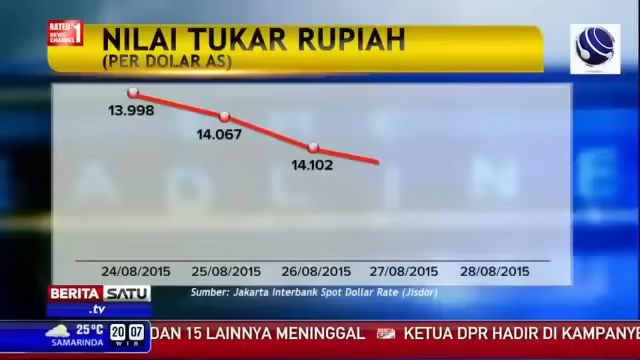 RATED 1
NEWS CHANNEL
NILAI TUKAR RUPIAH
(PER DOLAR AS)
13.998
14.067
14.102
24/08/2015 25/08/2015 26/08/2015 27/08/2015 28/08/2015
Sumber: Jakarta Interbank Spot Dollar Rate (Jisdor)
BERITA SATU
.tv
25°C
SAMARINDA
20 07
WIB
DAN 15 LAINNYA MENINGGAL KETUA DPR HADIR DI KAMPANYE